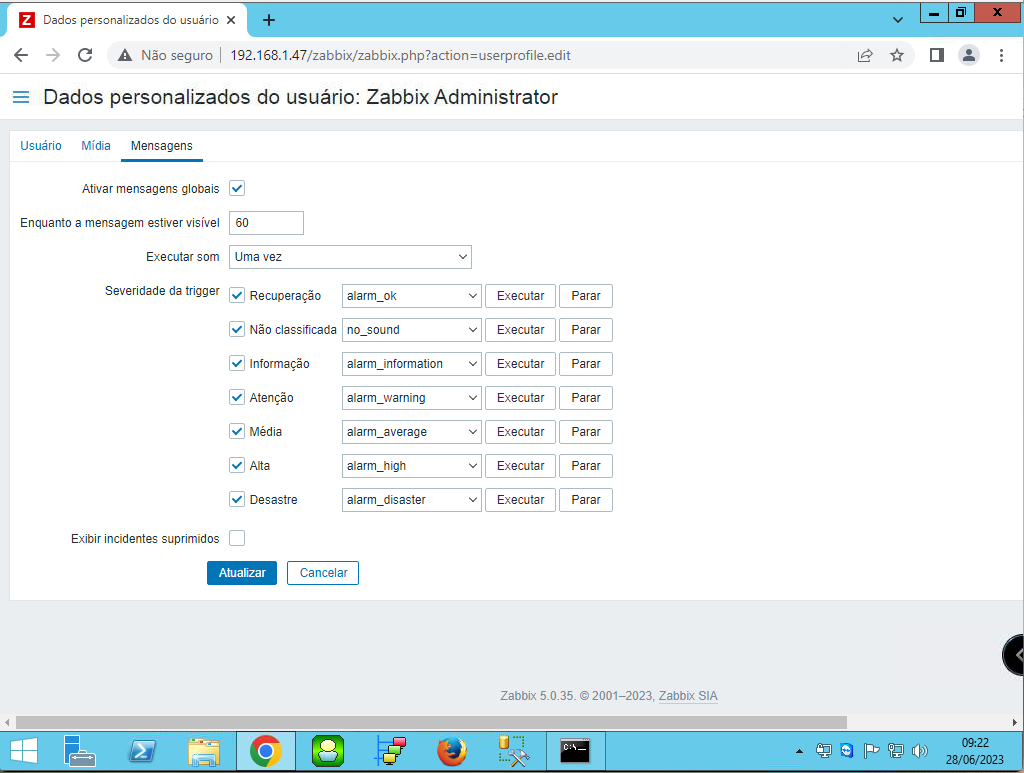 Z Dados personalizados do usuário
Não seguro 192.168.1.47/zabbix/zabbix.php?action=userprofile.edit
Dados personalizados do usuário: Zabbix Administrator
Usuário Mídia Mensagens
Ativar mensagens globais
Enquanto a mensagem estiver visível 60
Executar som Uma vez
Severidade da trigger
Recuperação alarm_ok Executar Parar
Não classificada no_sound Executar Parar
Informação alarm_information Executar Parar
Atenção alarm_warning Executar Parar
Média alarm_average Executar Parar
Alta alarm_high Executar Parar
Desastre alarm_disaster Executar Parar
Exibir incidentes suprimidos
Atualizar Cancelar
Zabbix 5.0.35. © 2001–2023, Zabbix SIA
09:22
28/06/2023